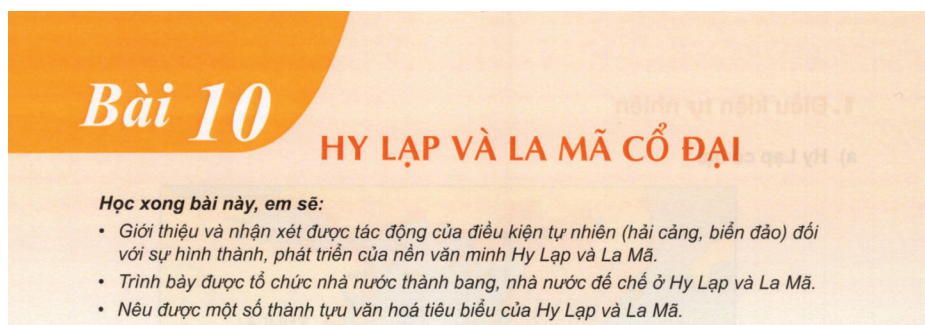 Bài 10
HY LẠP VÀ LA MÃ CỔ ĐẠI
Học xong bài này, em sẽ:
• Giới thiệu và nhận xét được tác động của điều kiện tự nhiên (hải cảng, biển đảo) đối
với sự hình thành, phát triển của nền văn minh Hy Lạp và La Mã.
• Trình bày được tổ chức nhà nước thành bang, nhà nước đế chế ở Hy Lạp và La Mã.
• Nêu được một số thành tựu văn hoá tiêu biểu của Hy Lạp và La Mã.